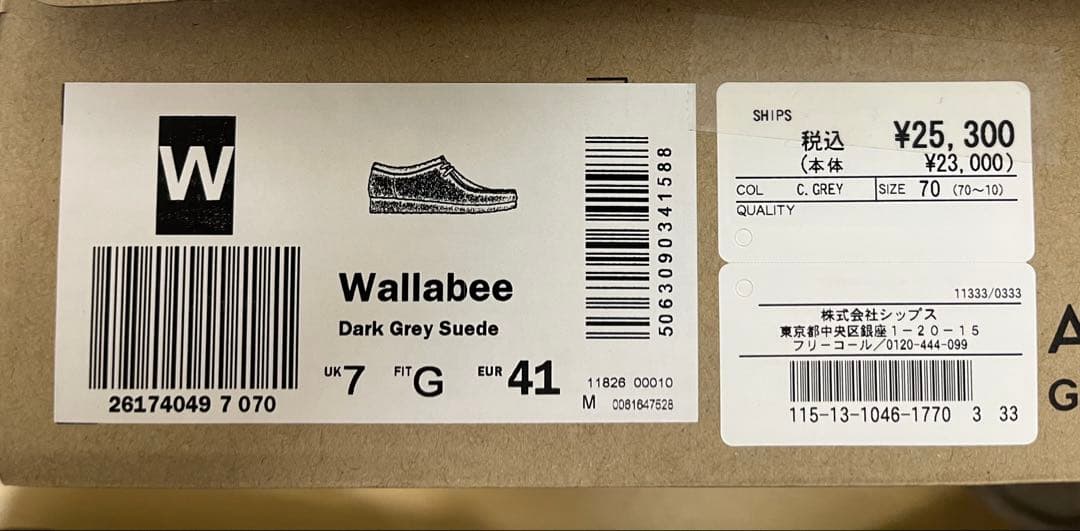 W
26174049 7 070
Wallabee
Dark Grey Suede
UK 7 FIT G EUR 41
5063090341588
11826 00010
M 0081647528
SHIPS
税込 ¥25,300
(本体 ¥23,000)
COL C. GREY SIZE 70 (70~10)
QUALITY
11333/0333
株式会社シップス
東京都中央区銀座1-20-15
フリーコール/0120-444-099
115-13-1046-1770 3 33
A
G